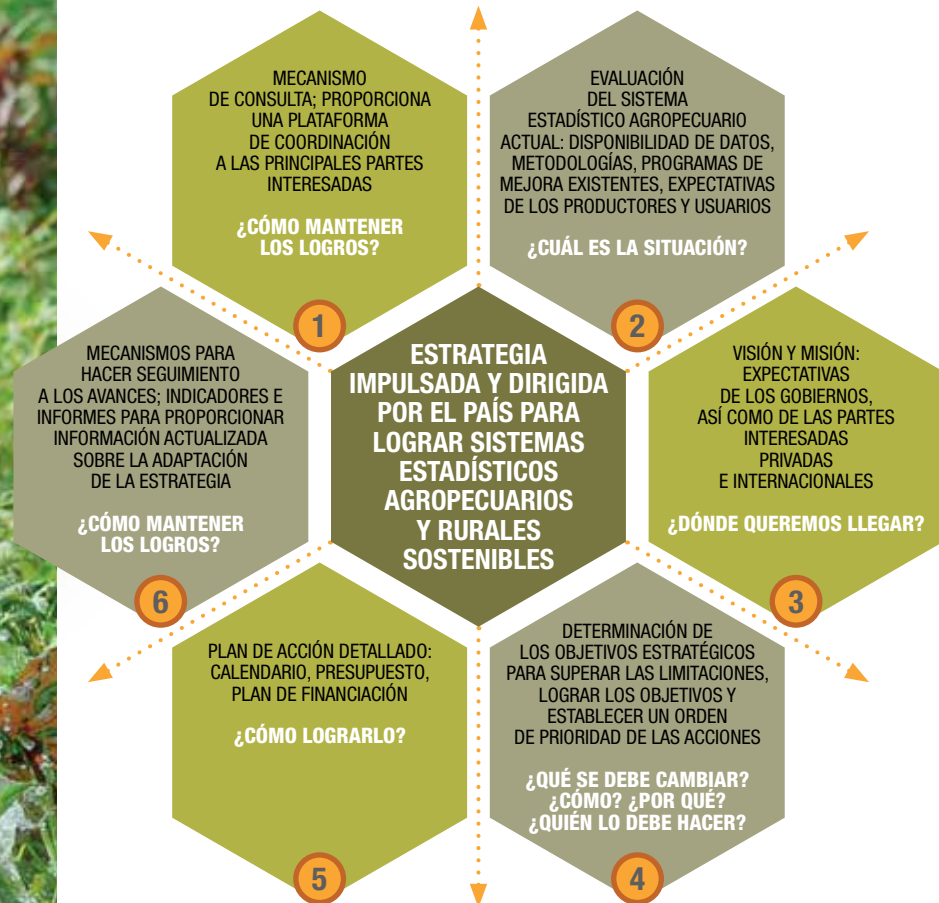 MECANISMO
DE CONSULTA; PROPORCIONA
UNA PLATAFORMA
DE COORDINACIÓN
A LAS PRINCIPALES PARTES
INTERESADAS
¿CÓMO MANTENER
LOS LOGROS?
1
EVALUACIÓN
DEL SISTEMA
ESTADÍSTICO AGROPECUARIO
ACTUAL: DISPONIBILIDAD DE DATOS,
METODOLOGÍAS, PROGRAMAS DE
MEJORA EXISTENTES, EXPECTATIVAS
DE LOS PRODUCTORES Y USUARIOS
¿CUÁL ES LA SITUACIÓN?
2
VISIÓN Y MISIÓN:
EXPECTATIVAS
DE LOS GOBIERNOS,
ASÍ COMO DE LAS PARTES
INTERESADAS
PRIVADAS
E INTERNACIONALES
¿DÓNDE QUEREMOS LLEGAR?
3
DETERMINACIÓN DE
LOS OBJETIVOS ESTRATÉGICOS
PARA SUPERAR LAS LIMITACIONES,
LOGRAR LOS OBJETIVOS Y
ESTABLECER UN ORDEN
DE PRIORIDAD DE LAS ACCIONES
¿QUÉ SE DEBE CAMBIAR?
¿CÓMO? ¿POR QUÉ?
¿QUIÉN LO DEBE HACER?
4
PLAN DE ACCIÓN DETALLADO:
CALENDARIO, PRESUPUESTO,
PLAN DE FINANCIACIÓN
¿CÓMO LOGRARLO?
5
MECANISMOS PARA
HACER SEGUIMIENTO
A LOS AVANCES; INDICADORES E
INFORMES PARA PROPORCIONAR
INFORMACIÓN ACTUALIZADA
SOBRE LA ADAPTACIÓN
DE LA ESTRATEGIA
¿CÓMO MANTENER
LOS LOGROS?
6
ESTRATEGIA
IMPULSADA Y DIRIGIDA
POR EL PAÍS PARA
LOGRAR SISTEMAS
ESTADÍSTICOS
AGROPECUARIOS
Y RURALES
SOSTENIBLES